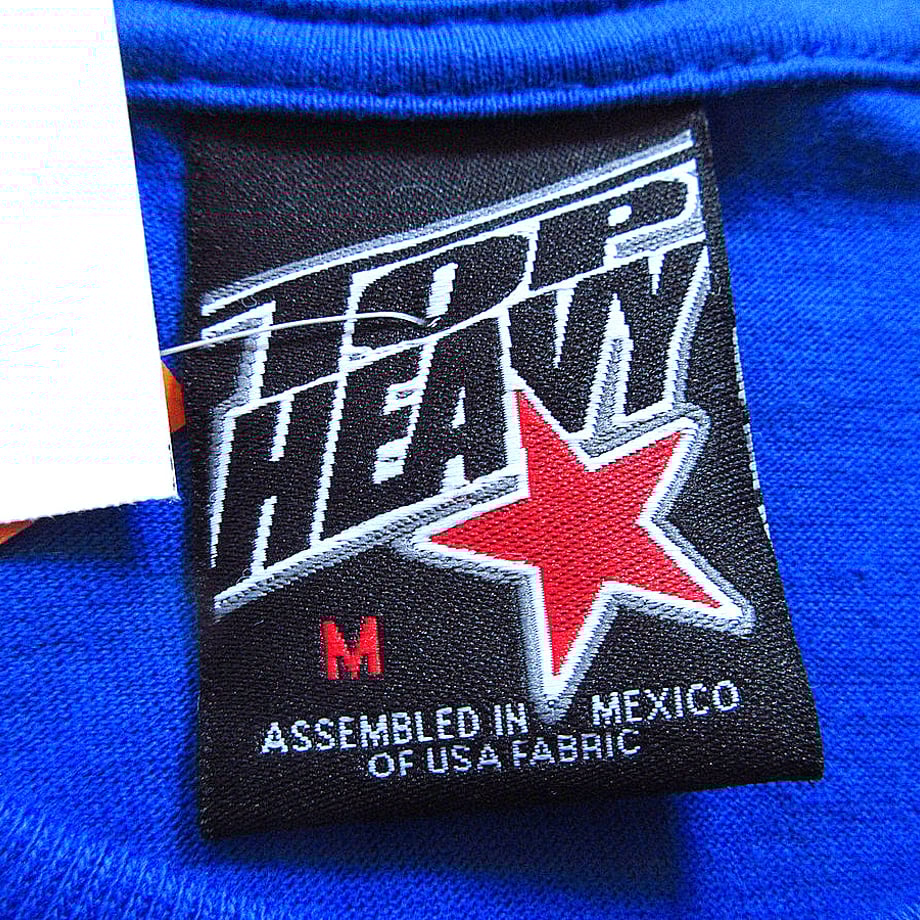 TOP
HEAVY
M
ASSEMBLED IN MEXICO
OF USA FABRIC